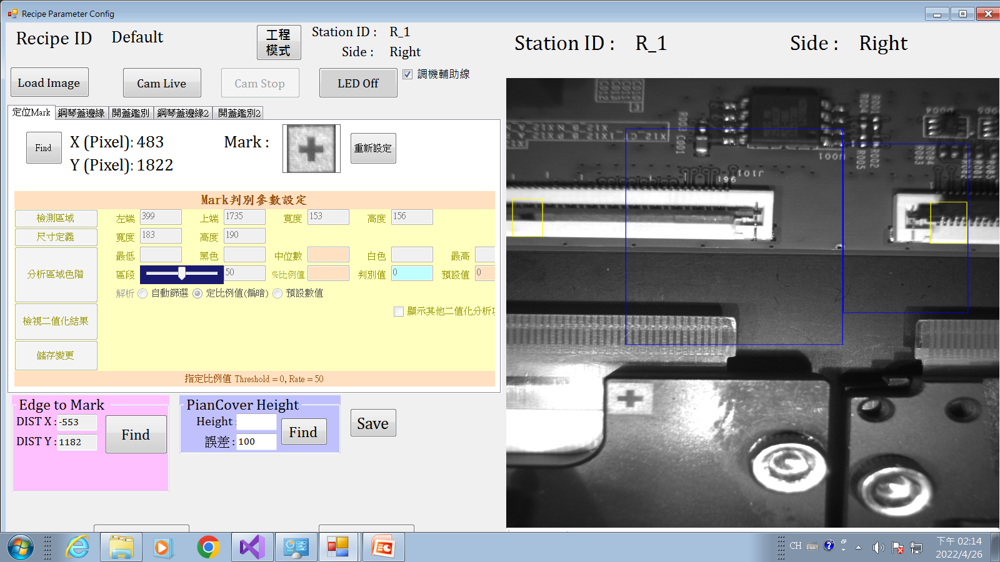 Recipe Parameter Config
Recipe ID
Default
工程
模式
Station ID :
R_1
Side :
Right
Load Image
Cam Live
Cam Stop
LED Off
調機輔助線
定位Mark
鋼琴蓋邊緣
開蓋鑑別
鋼琴蓋邊緣2
開蓋鑑別2
Find
X (Pixel): 483
Y (Pixel): 1822
Mark :
重新設定
Mark判別參數設定
檢測區域
左端
399
上端
1735
寬度
153
高度
156
尺寸定義
寬度
183
高度
190
分析區域色階
最低
黑色
中位數
白色
最高
區段
50
%比例值
判別值
0
預設值
0
解析
自動篩選
定比例值(偏暗)
預設數值
顯示其他二值化分析
檢視二值化結果
儲存變更
指定比例值 Threshold = 0, Rate = 50
Edge to Mark
DIST X :
-553
DIST Y :
1182
Find
PianCover Height
Height
誤差 :
100
Find
Save
Station ID :
R_1
Side :
Right
C001
R004
R001
R005
R002
U001
J101
R083
R084
CH
下午 02:14
2022/4/26